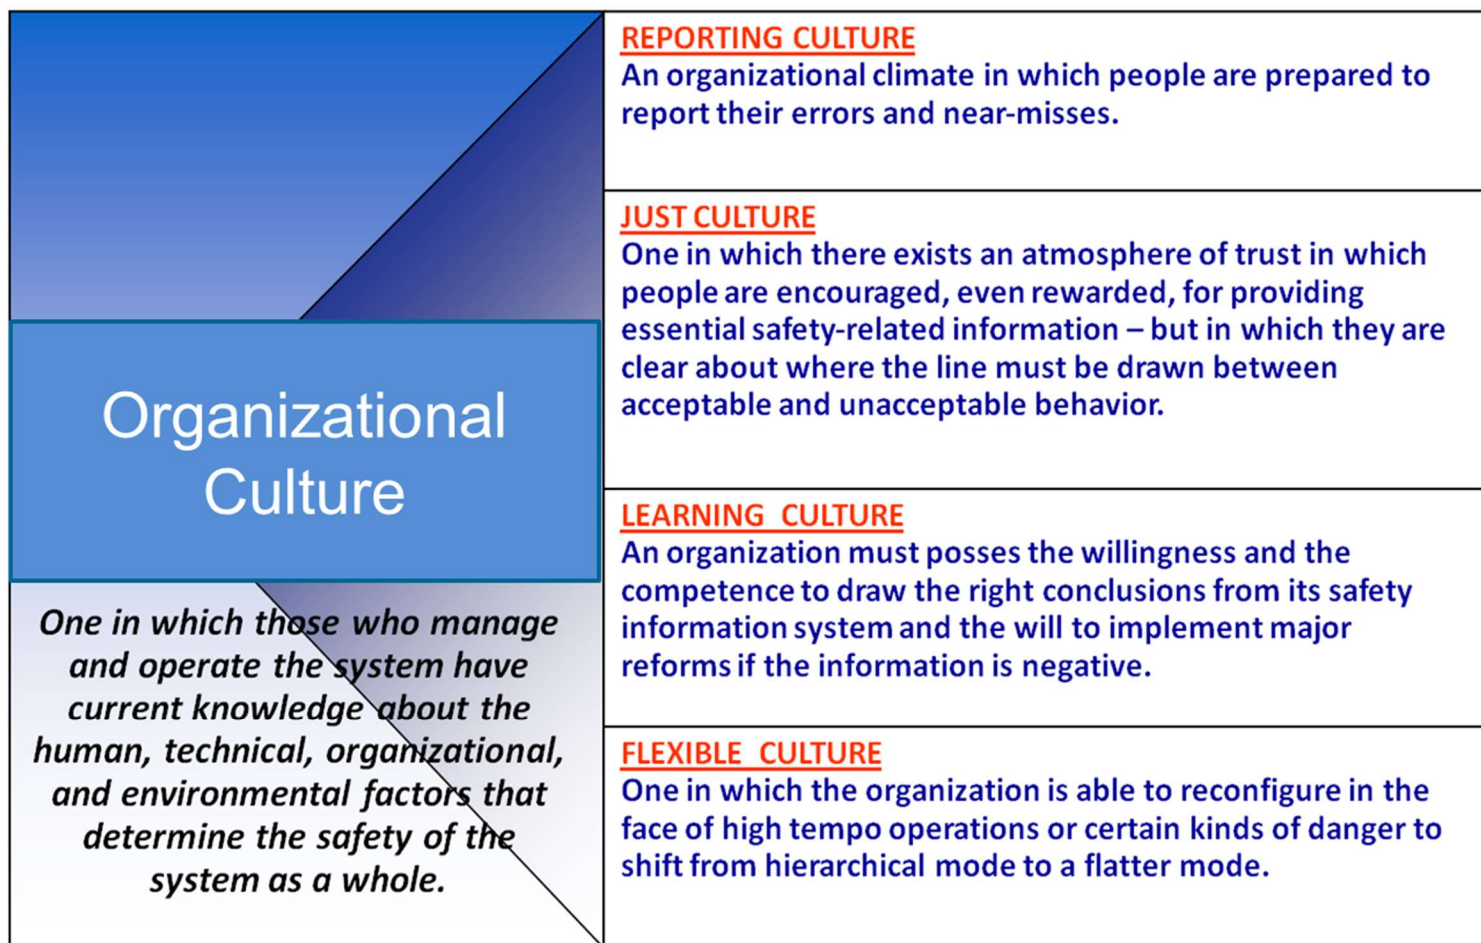 Organizational
Culture
One in which those who manage
and operate the system have
current knowledge about the
human, technical, organizational,
and environmental factors that
determine the safety of the
system as a whole.
REPORTING CULTURE
An organizational climate in which people are prepared to
report their errors and near-misses.
JUST CULTURE
One in which there exists an atmosphere of trust in which
people are encouraged, even rewarded, for providing
essential safety-related information – but in which they are
clear about where the line must be drawn between
acceptable and unacceptable behavior.
LEARNING CULTURE
An organization must posses the willingness and the
competence to draw the right conclusions from its safety
information system and the will to implement major
reforms if the information is negative.
FLEXIBLE CULTURE
One in which the organization is able to reconfigure in the
face of high tempo operations or certain kinds of danger to
shift from hierarchical mode to a flatter mode.